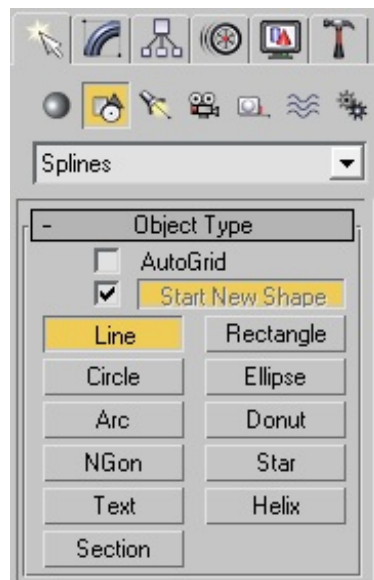 Splines
- Object Type
AutoGrid
Start New Shape
Line Rectangle
Circle Ellipse
Arc Donut
NGon Star
Text Helix
Section